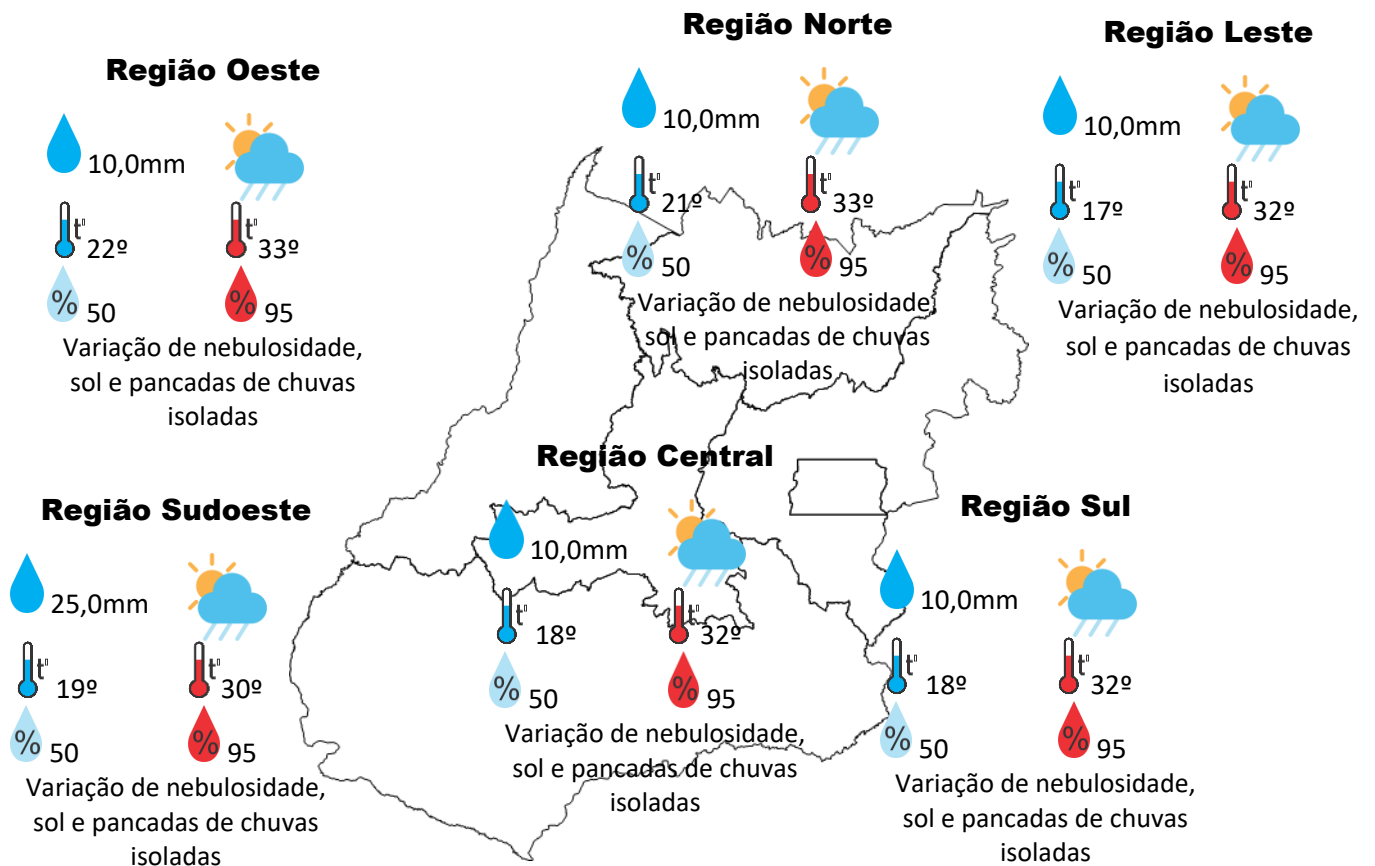 Região Norte
10,0mm
t°
21º
t°
33º
%
50
%
95
Variação de nebulosidade,
sol e pancadas de chuvas
isoladas
Região Leste
10,0mm
t°
17º
t°
32º
%
50
%
95
Variação de nebulosidade,
sol e pancadas de chuvas
isoladas
Região Oeste
10,0mm
t°
22º
t°
33º
%
50
%
95
Variação de nebulosidade,
sol e pancadas de chuvas
isoladas
Região Central
10,0mm
t°
18º
t°
32º
%
50
%
95
Variação de nebulosidade,
sol e pancadas de chuvas
isoladas
Região Sudoeste
25,0mm
t°
19º
t°
30º
%
50
%
95
Variação de nebulosidade,
sol e pancadas de chuvas
isoladas
Região Sul
10,0mm
t°
18º
t°
32º
%
50
%
95
Variação de nebulosidade,
sol e pancadas de chuvas
isoladas